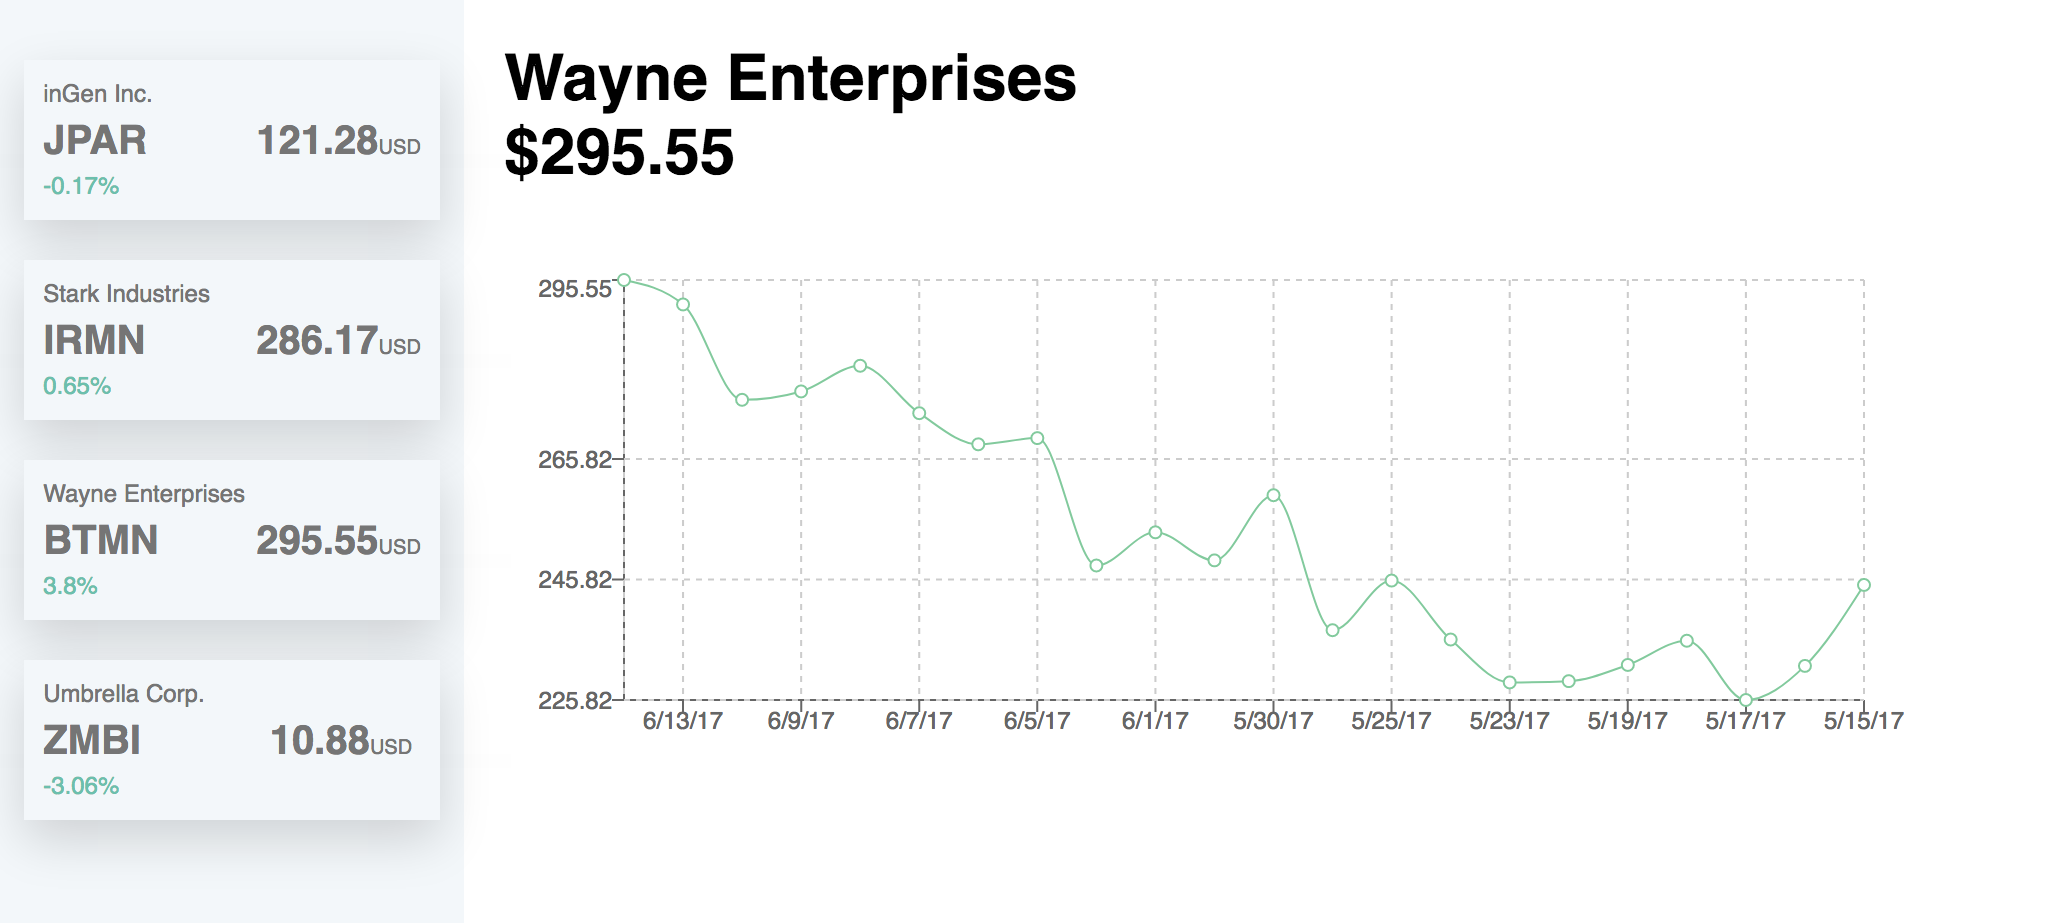 inGen Inc.
JPAR 121.28USD
-0.17%
Stark Industries
IRMN 286.17USD
0.65%
Wayne Enterprises
BTMN 295.55USD
3.8%
Umbrella Corp.
ZMBI 10.88USD
-3.06%
Wayne Enterprises
$295.55
295.55
265.82
245.82
225.82
6/13/17 6/9/17 6/7/17 6/5/17 6/1/17 5/30/17 5/25/17 5/23/17 5/19/17 5/17/17 5/15/17